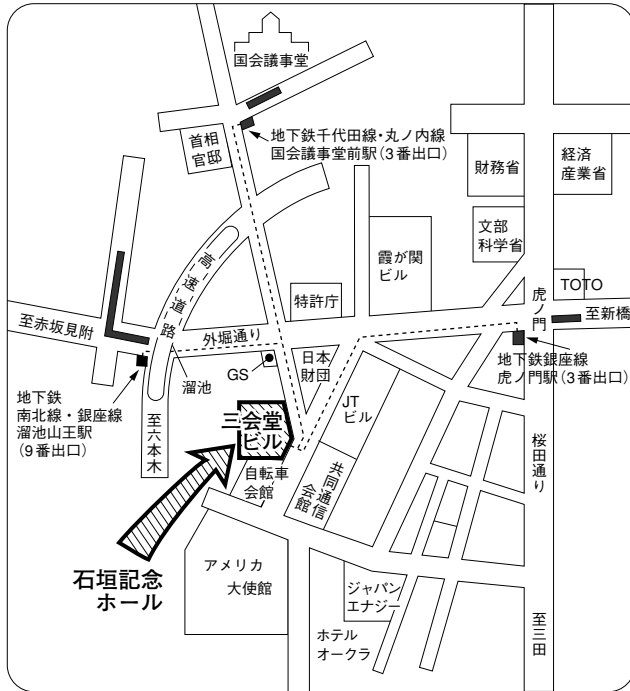 国会議事堂
首相
官邸
地下鉄千代田線・丸ノ内線
国会議事堂前駅(3番出口)
財務省
経済
産業省
文部
科学省
霞が関
ビル
高速道路
特許庁
TOTO
虎ノ門
至新橋
至赤坂見附
外堀通り
地下鉄銀座線
虎ノ門駅(3番出口)
溜池
GS
日本
財団
JT
ビル
地下鉄
南北線・銀座線
溜池山王駅
(9番出口)
至六本木
三会堂
ビル
自転車
会館
共同通信
会館
桜田通り
石垣記念
ホール
アメリカ
大使館
ジャパン
エナジー
ホテル
オークラ
至三田